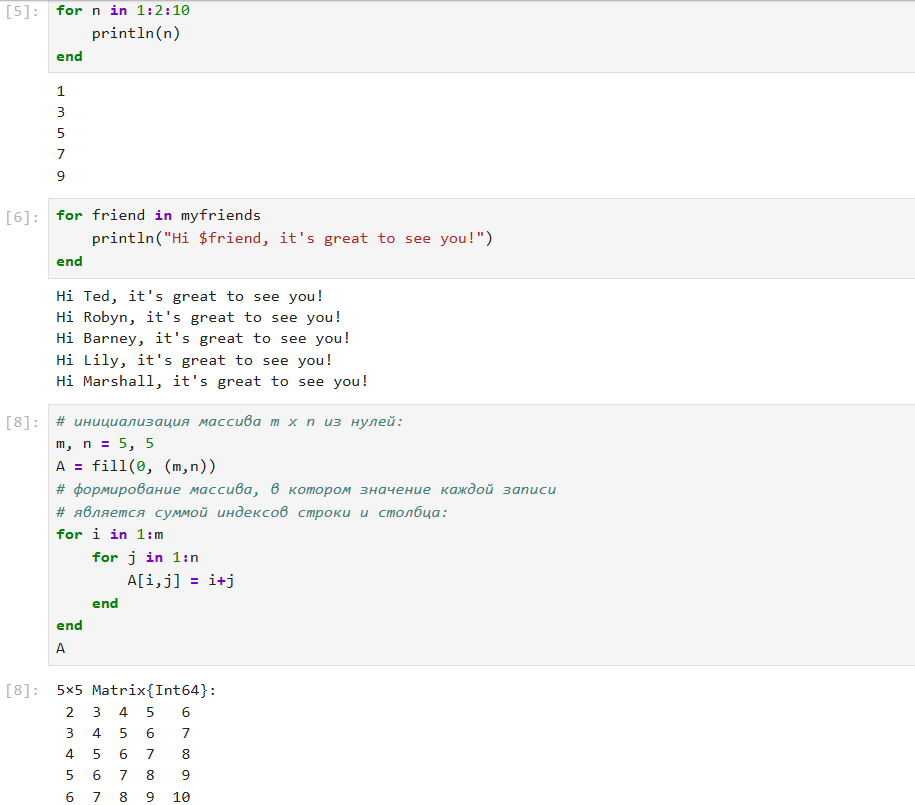 [5]: for n in 1:2:10
    println(n)
end
1
3
5
7
9
[6]: for friend in myfriends
    println("Hi $friend, it's great to see you!")
end
Hi Ted, it's great to see you!
Hi Robyn, it's great to see you!
Hi Barney, it's great to see you!
Hi Lily, it's great to see you!
Hi Marshall, it's great to see you!
[8]: # инициализация массива m x n из нулей:
m, n = 5, 5
A = fill(0, (m,n))
# формирование массива, в котором значение каждой записи
# является суммой индексов строки и столбца:
for i in 1:m
    for j in 1:n
        A[i,j] = i+j
    end
end
A
[8]: 5×5 Matrix{Int64}:
 2  3  4  5   6
 3  4  5  6   7
 4  5  6  7   8
 5  6  7  8   9
 6  7  8  9  10